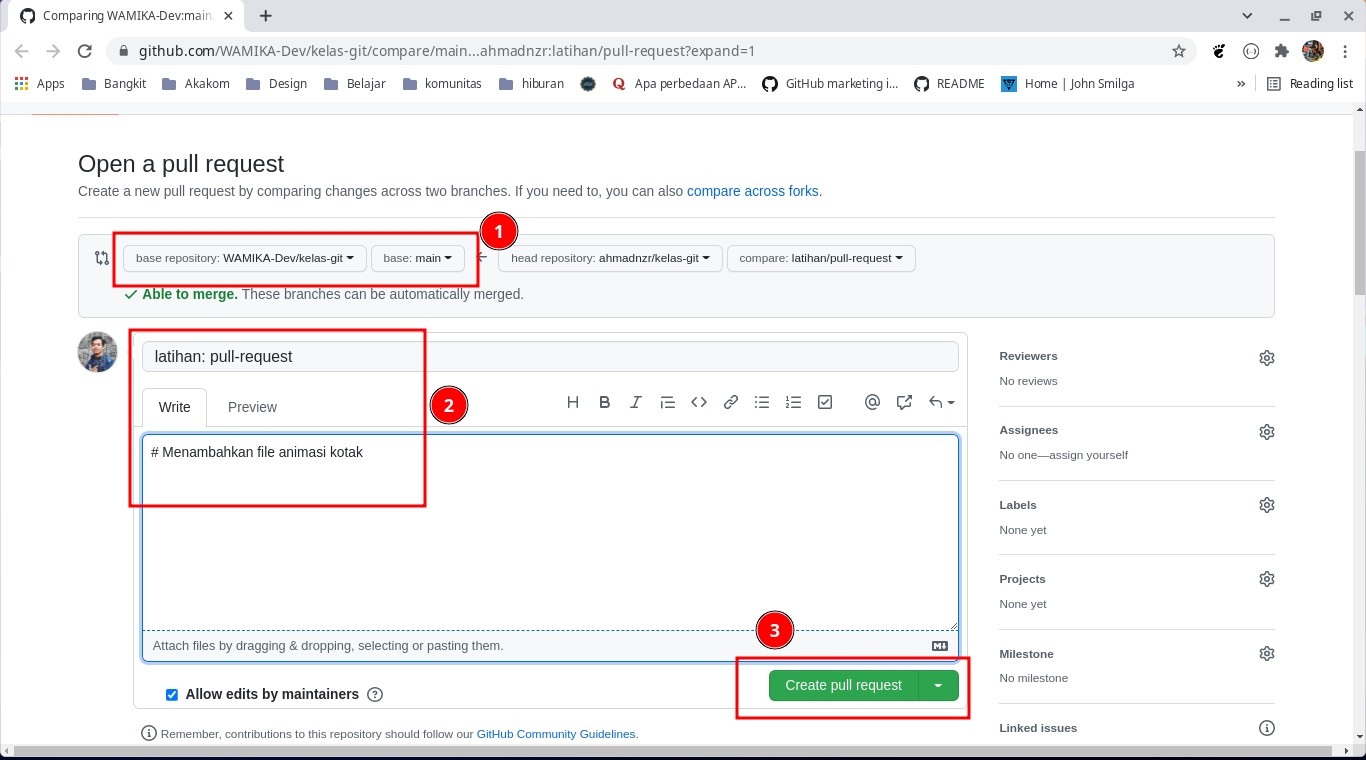 Comparing WAMIKA-Dev:main
github.com/WAMIKA-Dev/kelas-git/compare/main...ahmadnzr:latihan/pull-request?expand=1
Apps Bangkit Akakom Design Belajar komunitas hiburan Apa perbedaan AP... GitHub marketing i... README Home | John Smilga » Reading list
Open a pull request
Create a new pull request by comparing changes across two branches. If you need to, you can also compare across forks.
1
base repository: WAMIKA-Dev/kelas-git base: main head repository: ahmadnzr/kelas-git compare: latihan/pull-request
Able to merge. These branches can be automatically merged.
latihan: pull-request
Write Preview
2
# Menambahkan file animasi kotak
Attach files by dragging & dropping, selecting or pasting them.
3
Allow edits by maintainers
Create pull request
Remember, contributions to this repository should follow our GitHub Community Guidelines.
Reviewers
No reviews
Assignees
No one—assign yourself
Labels
None yet
Projects
None yet
Milestone
No milestone
Linked issues